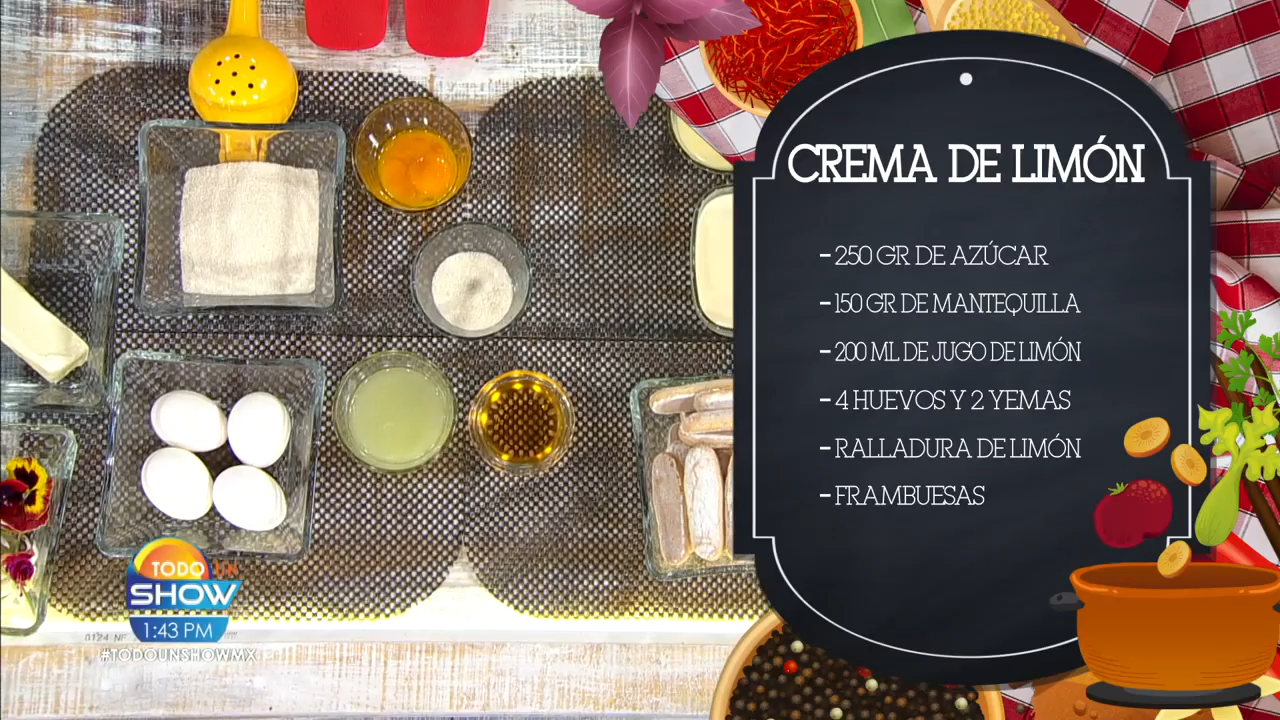 CREMA DE LIMÓN
- 250 GR DE AZÚCAR
- 150 GR DE MANTEQUILLA
- 200 ML DE JUGO DE LIMÓN
- 4 HUEVOS Y 2 YEMAS
- RALLADURA DE LIMÓN
- FRAMBUESAS
TODO UN
SHOW
1:43 PM
#TODOUNSHOWMX